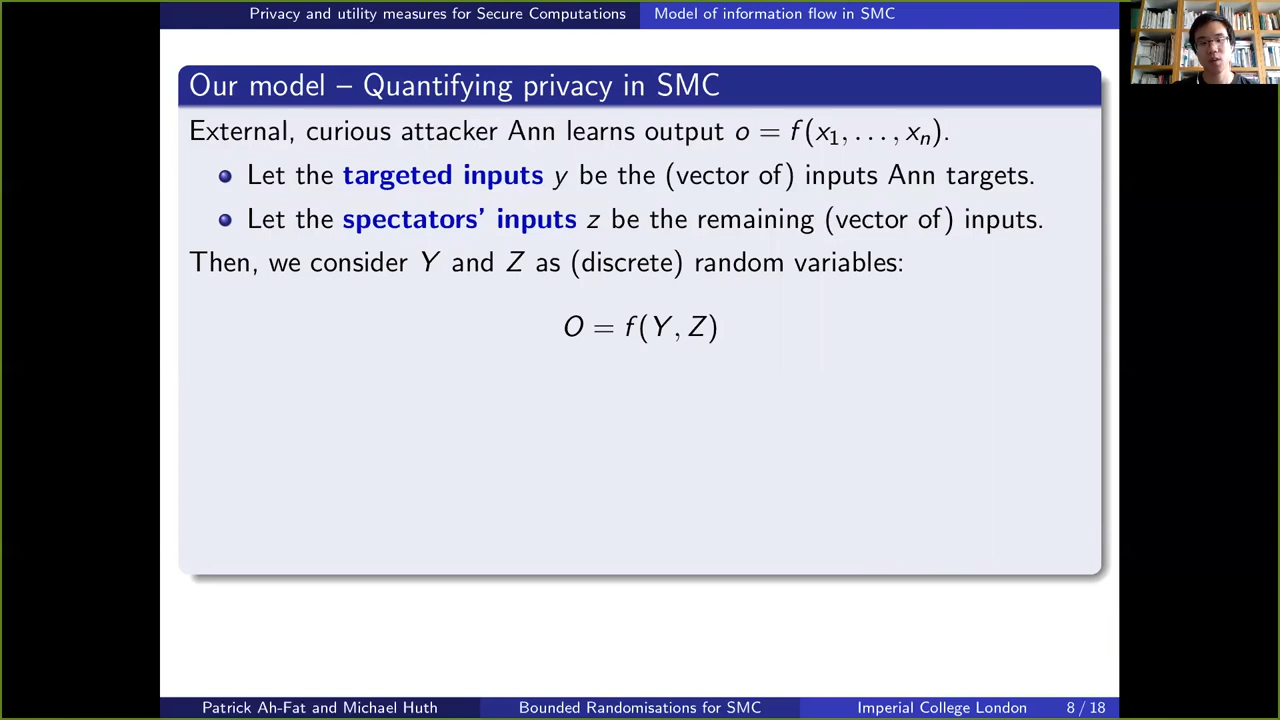 Privacy and utility measures for Secure Computations Model of information flow in SMC
Our model – Quantifying privacy in SMC
External, curious attacker Ann learns output o = f(x₁, . . . , xₙ).
Let the targeted inputs y be the (vector of) inputs Ann targets.
Let the spectators' inputs z be the remaining (vector of) inputs.
Then, we consider Y and Z as (discrete) random variables:
O = f(Y, Z)
Patrick Ah-Fat and Michael Huth Bounded Randomisations for SMC Imperial College London 8 / 18